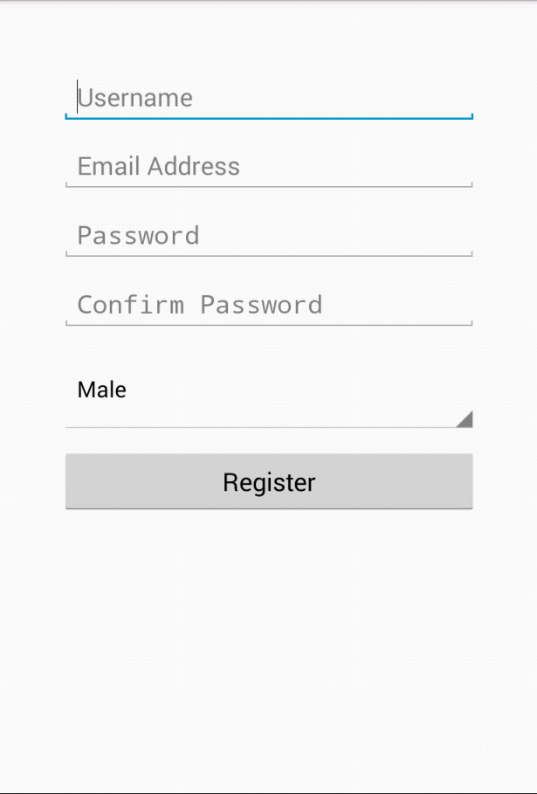 Username
Email Address
Password
Confirm Password
Male
Register